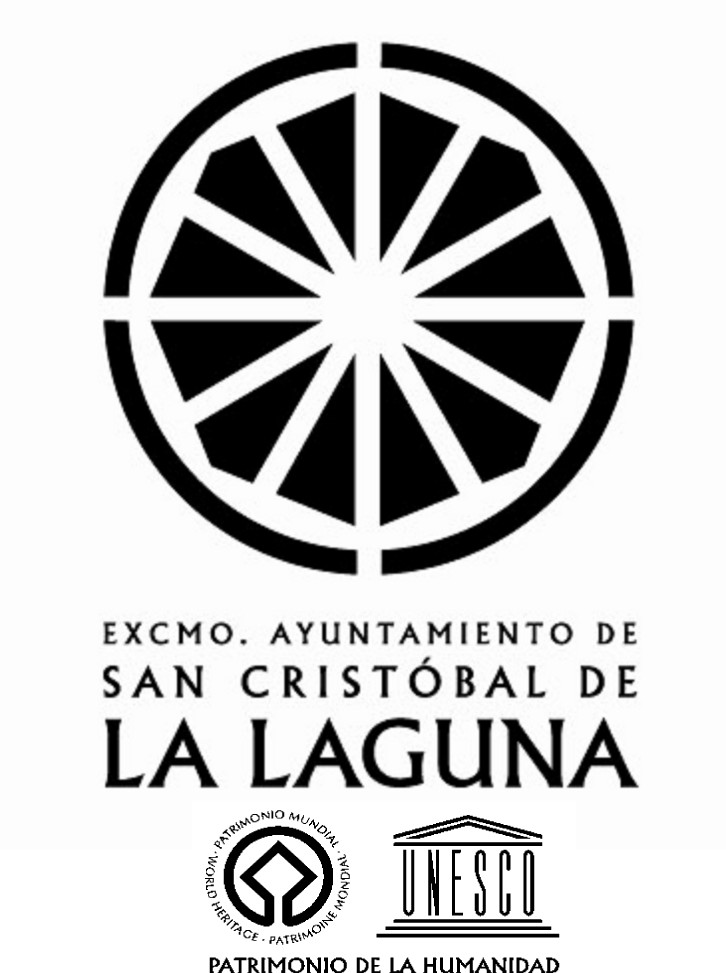 EXCMO. AYUNTAMIENTO DE
SAN CRISTÓBAL DE
LA LAGUNA
· PATRIMONIO MUNDIAL · WORLD HERITAGE · PATRIMOINE MONDIAL
UNESCO
PATRIMONIO DE LA HUMANIDAD